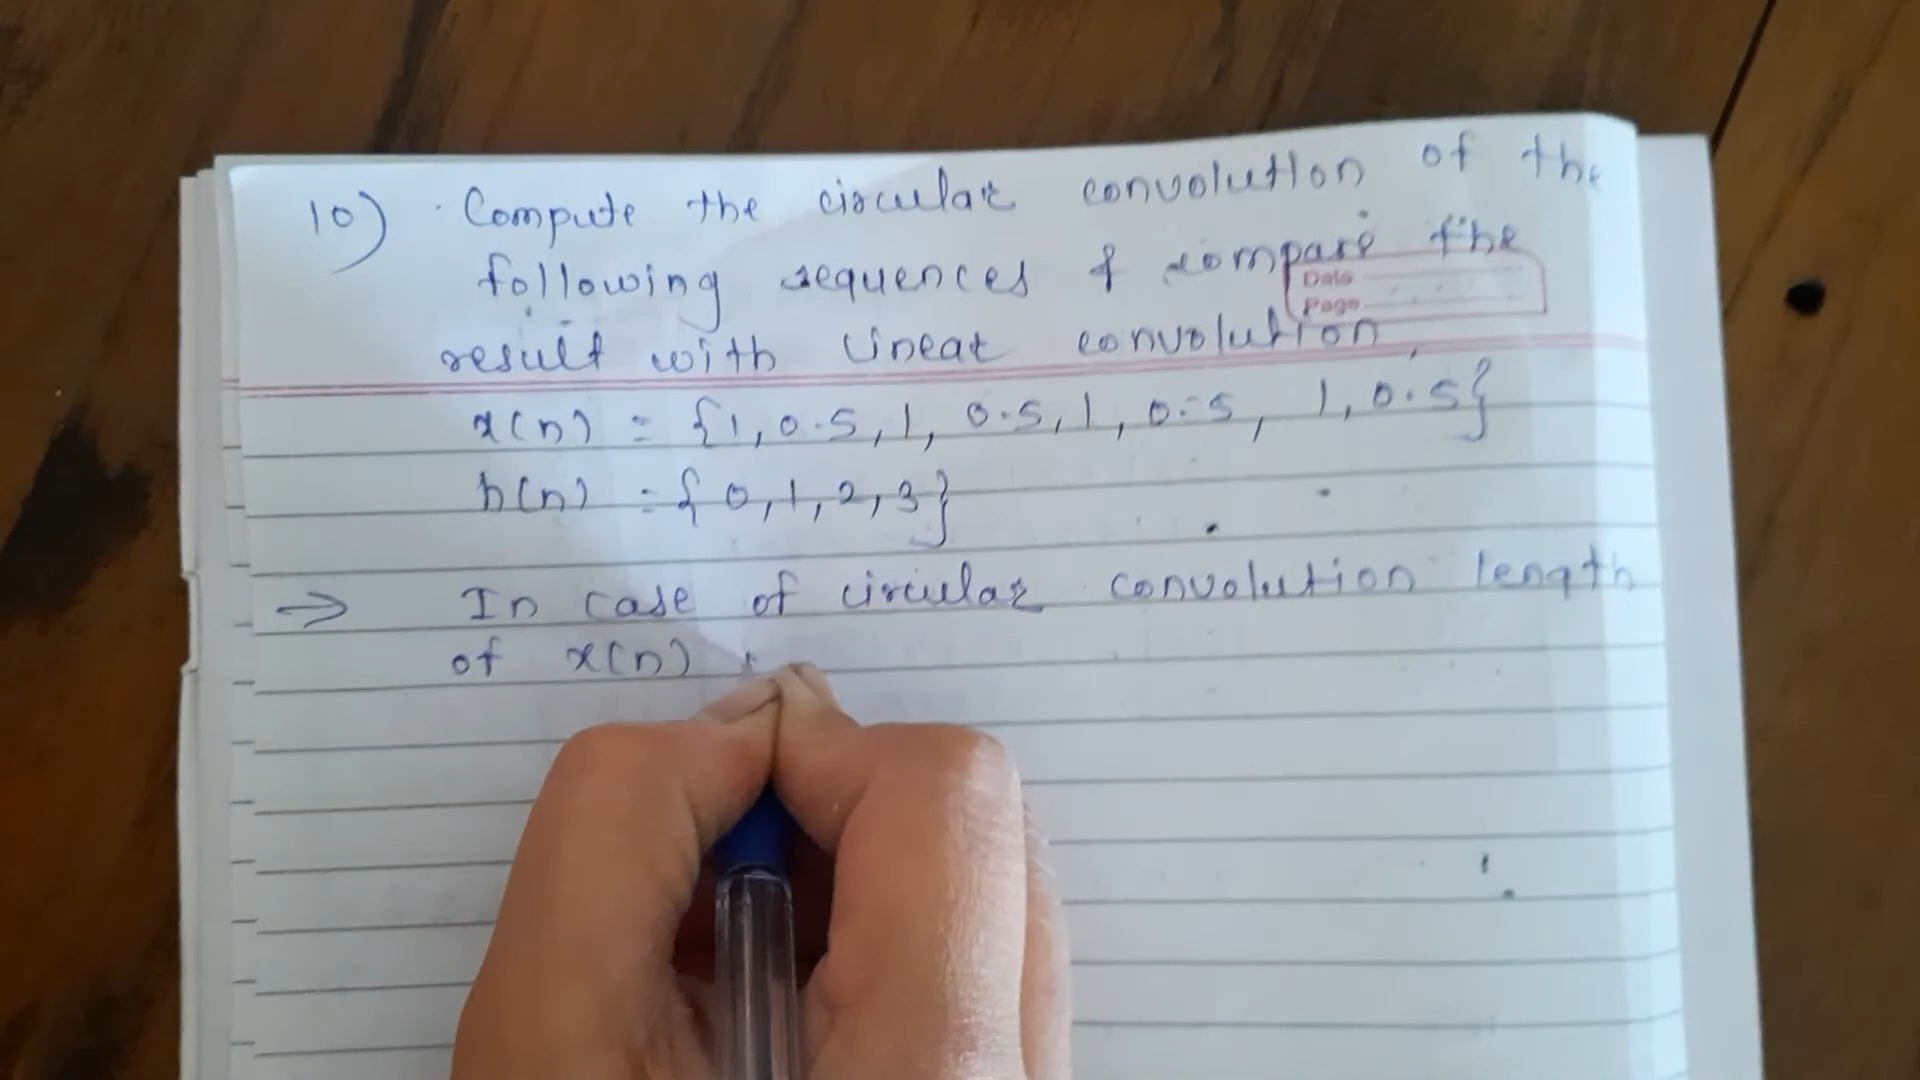 10) Compute the circular convolution of the
following sequences & compare the
Date
Page
result with linear convolution,
x(n) = {1, 0.5, 1, 0.5, 1, 0.5, 1, 0.5}
h(n) = {0, 1, 2, 3}
→ In case of circular convolution length
of x(n)